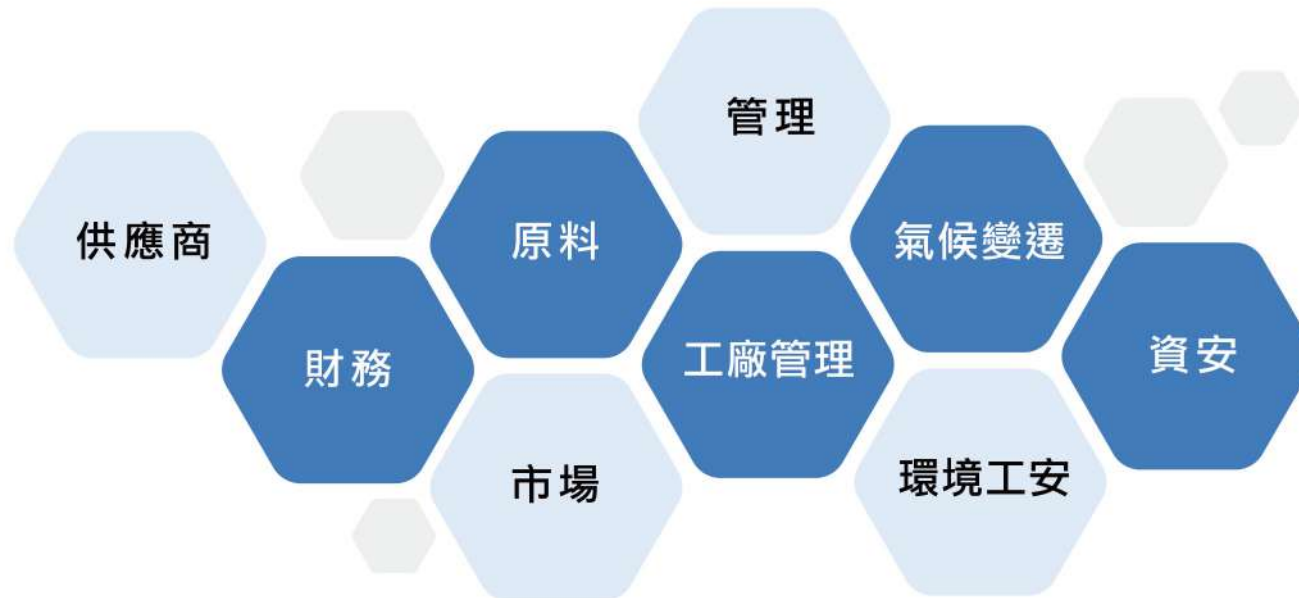 管理
供應商
原料
氣候變遷
財務
工廠管理
資安
市場
環境工安